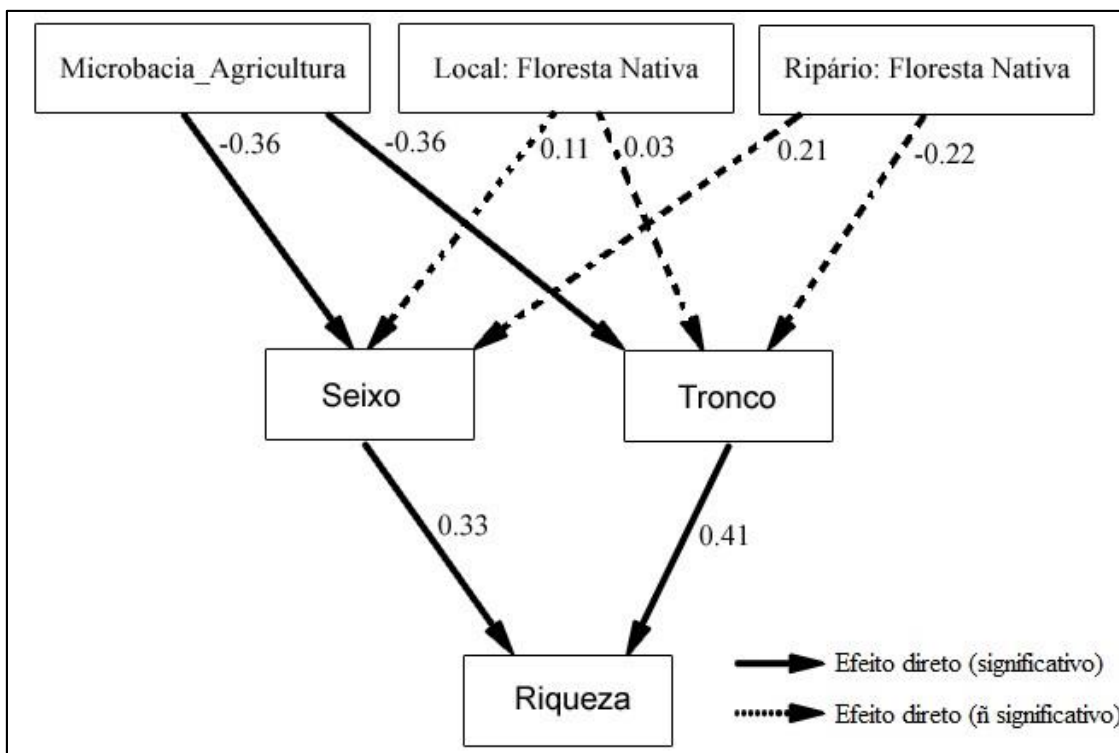 Microbacia_Agricultura
Local: Floresta Nativa
Ripário: Floresta Nativa
-0.36
-0.36
0.11
0.03
0.21
-0.22
Seixo
Tronco
0.33
0.41
Riqueza
Efeito direto (significativo)
Efeito direto (ñ significativo)